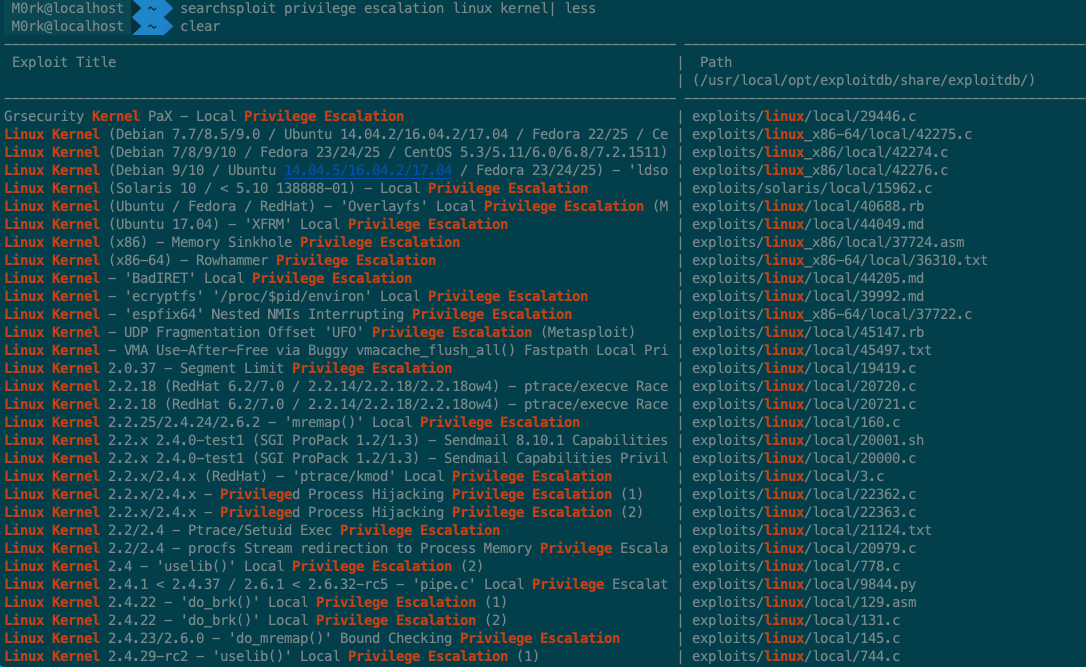 M0rk@localhost ~ searchsploit privilege escalation linux kernel| less
M0rk@localhost ~ clear
Exploit Title | Path
| (/usr/local/opt/exploitdb/share/exploitdb/)
Grsecurity Kernel PaX - Local Privilege Escalation | exploits/linux/local/29446.c
Linux Kernel (Debian 7.7/8.5/9.0 / Ubuntu 14.04.2/16.04.2/17.04 / Fedora 22/25 / Ce | exploits/linux_x86-64/local/42275.c
Linux Kernel (Debian 7/8/9/10 / Fedora 23/24/25 / CentOS 5.3/5.11/6.0/6.8/7.2.1511) | exploits/linux_x86/local/42274.c
Linux Kernel (Debian 9/10 / Ubuntu 14.04.5/16.04.2/17.04 / Fedora 23/24/25) - 'ldso | exploits/linux_x86/local/42276.c
Linux Kernel (Solaris 10 / < 5.10 138888-01) - Local Privilege Escalation | exploits/solaris/local/15962.c
Linux Kernel (Ubuntu / Fedora / RedHat) - 'Overlayfs' Local Privilege Escalation (M | exploits/linux/local/40688.rb
Linux Kernel (Ubuntu 17.04) - 'XFRM' Local Privilege Escalation | exploits/linux/local/44049.md
Linux Kernel (x86) - Memory Sinkhole Privilege Escalation | exploits/linux_x86/local/37724.asm
Linux Kernel (x86-64) - Rowhammer Privilege Escalation | exploits/linux_x86-64/local/36310.txt
Linux Kernel - 'BadIRET' Local Privilege Escalation | exploits/linux/local/44205.md
Linux Kernel - 'ecryptfs' '/proc/$pid/environ' Local Privilege Escalation | exploits/linux/local/39992.md
Linux Kernel - 'espfix64' Nested NMIs Interrupting Privilege Escalation | exploits/linux_x86-64/local/37722.c
Linux Kernel - UDP Fragmentation Offset 'UFO' Privilege Escalation (Metasploit) | exploits/linux/local/45147.rb
Linux Kernel - VMA Use-After-Free via Buggy vmacache_flush_all() Fastpath Local Pri | exploits/linux/local/45497.txt
Linux Kernel 2.0.37 - Segment Limit Privilege Escalation | exploits/linux/local/19419.c
Linux Kernel 2.2.18 (RedHat 6.2/7.0 / 2.2.14/2.2.18/2.2.18ow4) - ptrace/execve Race | exploits/linux/local/20720.c
Linux Kernel 2.2.18 (RedHat 6.2/7.0 / 2.2.14/2.2.18/2.2.18ow4) - ptrace/execve Race | exploits/linux/local/20721.c
Linux Kernel 2.2.25/2.4.24/2.6.2 - 'mremap()' Local Privilege Escalation | exploits/linux/local/160.c
Linux Kernel 2.2.x 2.4.0-test1 (SGI ProPack 1.2/1.3) - Sendmail 8.10.1 Capabilities | exploits/linux/local/20001.sh
Linux Kernel 2.2.x 2.4.0-test1 (SGI ProPack 1.2/1.3) - Sendmail Capabilities Privil | exploits/linux/local/20000.c
Linux Kernel 2.2.x/2.4.x (RedHat) - 'ptrace/kmod' Local Privilege Escalation | exploits/linux/local/3.c
Linux Kernel 2.2.x/2.4.x - Privileged Process Hijacking Privilege Escalation (1) | exploits/linux/local/22362.c
Linux Kernel 2.2.x/2.4.x - Privileged Process Hijacking Privilege Escalation (2) | exploits/linux/local/22363.c
Linux Kernel 2.2/2.4 - Ptrace/Setuid Exec Privilege Escalation | exploits/linux/local/21124.txt
Linux Kernel 2.2/2.4 - procfs Stream redirection to Process Memory Privilege Escala | exploits/linux/local/20979.c
Linux Kernel 2.4 - 'uselib()' Local Privilege Escalation (2) | exploits/linux/local/778.c
Linux Kernel 2.4.1 < 2.4.37 / 2.6.1 < 2.6.32-rc5 - 'pipe.c' Local Privilege Escalat | exploits/linux/local/9844.py
Linux Kernel 2.4.22 - 'do_brk()' Local Privilege Escalation (1) | exploits/linux/local/129.asm
Linux Kernel 2.4.22 - 'do_brk()' Local Privilege Escalation (2) | exploits/linux/local/131.c
Linux Kernel 2.4.23/2.6.0 - 'do_mremap()' Bound Checking Privilege Escalation | exploits/linux/local/145.c
Linux Kernel 2.4.29-rc2 - 'uselib()' Local Privilege Escalation (1) | exploits/linux/local/744.c